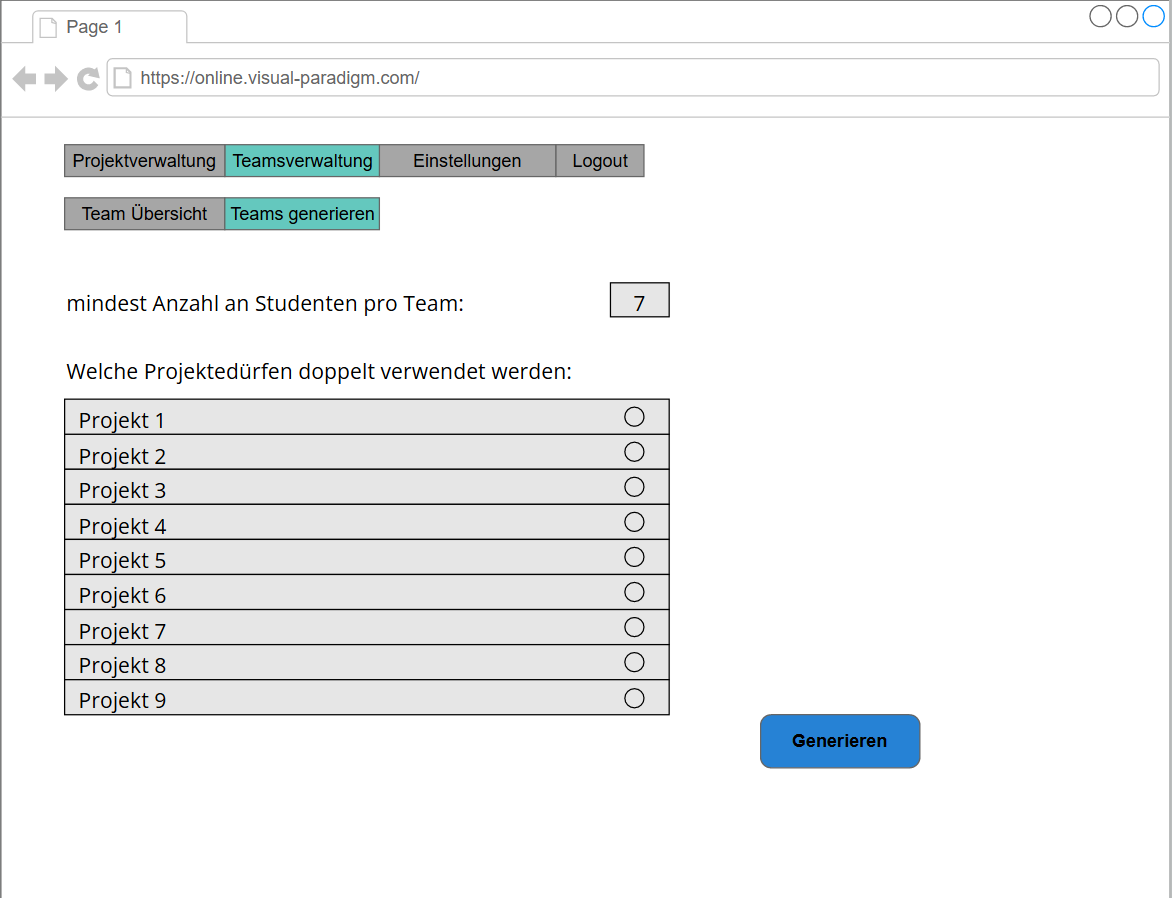 Page 1
https://online.visual-paradigm.com/
Projektverwaltung Teamsverwaltung Einstellungen Logout
Team Übersicht Teams generieren
mindest Anzahl an Studenten pro Team: 7
Welche Projektedürfen doppelt verwendet werden:
Projekt 1
Projekt 2
Projekt 3
Projekt 4
Projekt 5
Projekt 6
Projekt 7
Projekt 8
Projekt 9
Generieren